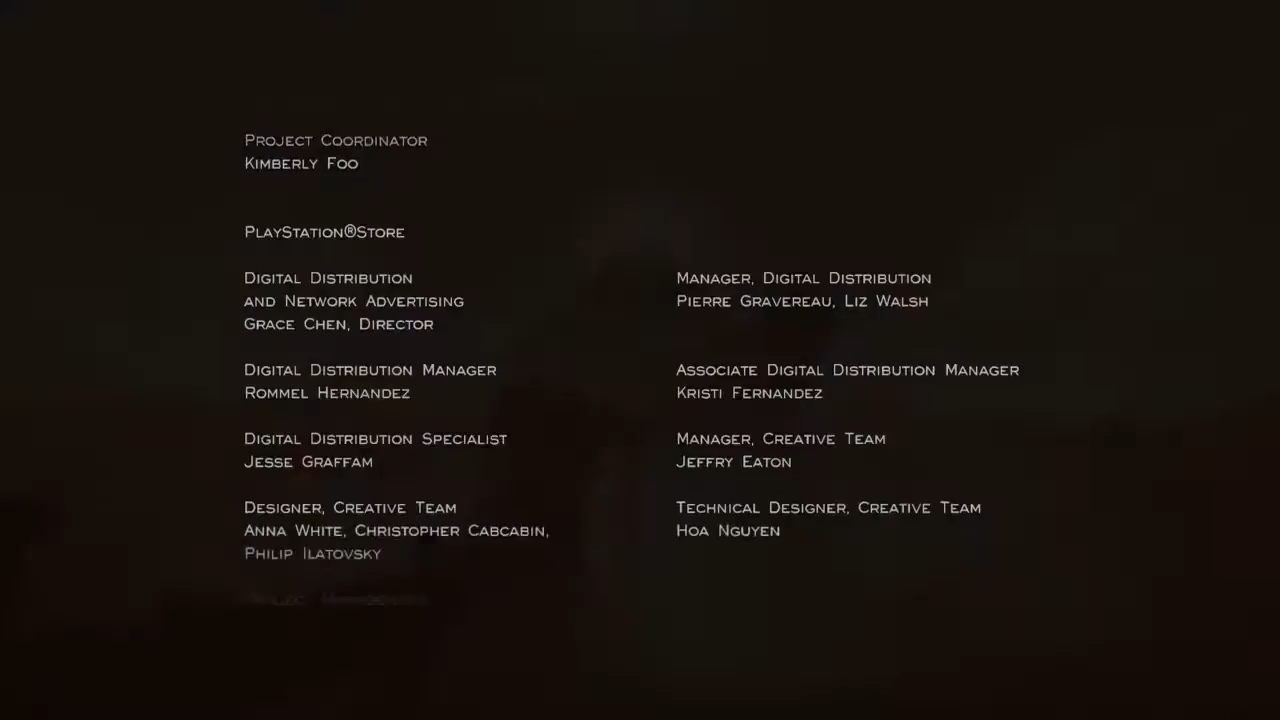 Project Coordinator
Kimberly Foo
PlayStation®Store
Digital Distribution
and Network Advertising
Grace Chen, Director
Manager, Digital Distribution
Pierre Gravereau, Liz Walsh
Digital Distribution Manager
Rommel Hernandez
Associate Digital Distribution Manager
Kristi Fernandez
Digital Distribution Specialist
Jesse Graffam
Manager, Creative Team
Jeffry Eaton
Designer, Creative Team
Anna White, Christopher Cabcabin,
Philip Ilatovsky
Technical Designer, Creative Team
Hoa Nguyen